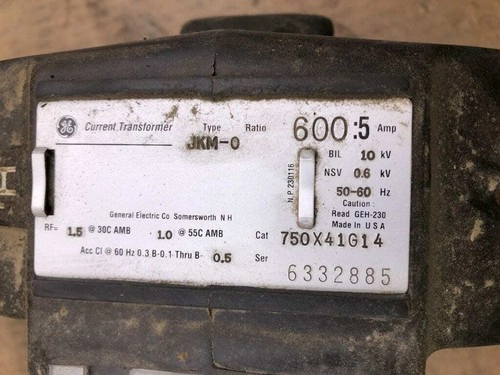 GE Current Transformer Type JKM-0 Ratio 600:5 Amp
BIL 10 kV
NSV 0.6 kV
50-60 Hz
N.P. 230116
Caution:
Read GEH-230
Made in U S A
General Electric Co Somersworth N H
RF= 1.5 @ 30C AMB 1.0 @ 55C AMB
Cat 750X41G14
Acc Cl @ 60 Hz 0.3 B-0.1 Thru B- 0.5
Ser 6332885
H